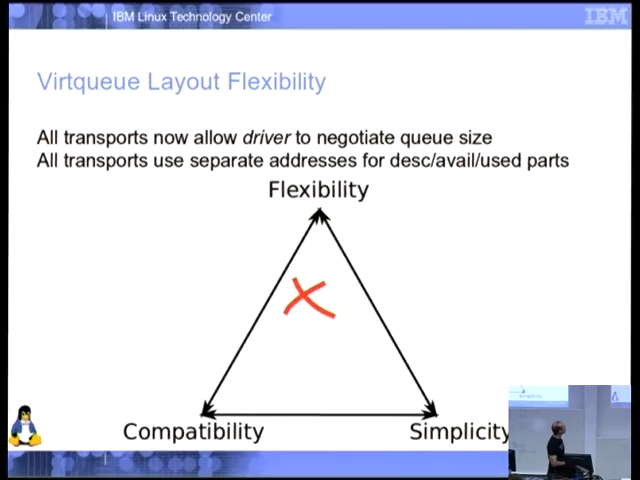 IBM Linux Technology Center
IBM
Virtqueue Layout Flexibility
All transports now allow driver to negotiate queue size
All transports use separate addresses for desc/avail/used parts
Flexibility
Compatibility
Simplicity
Simplicity